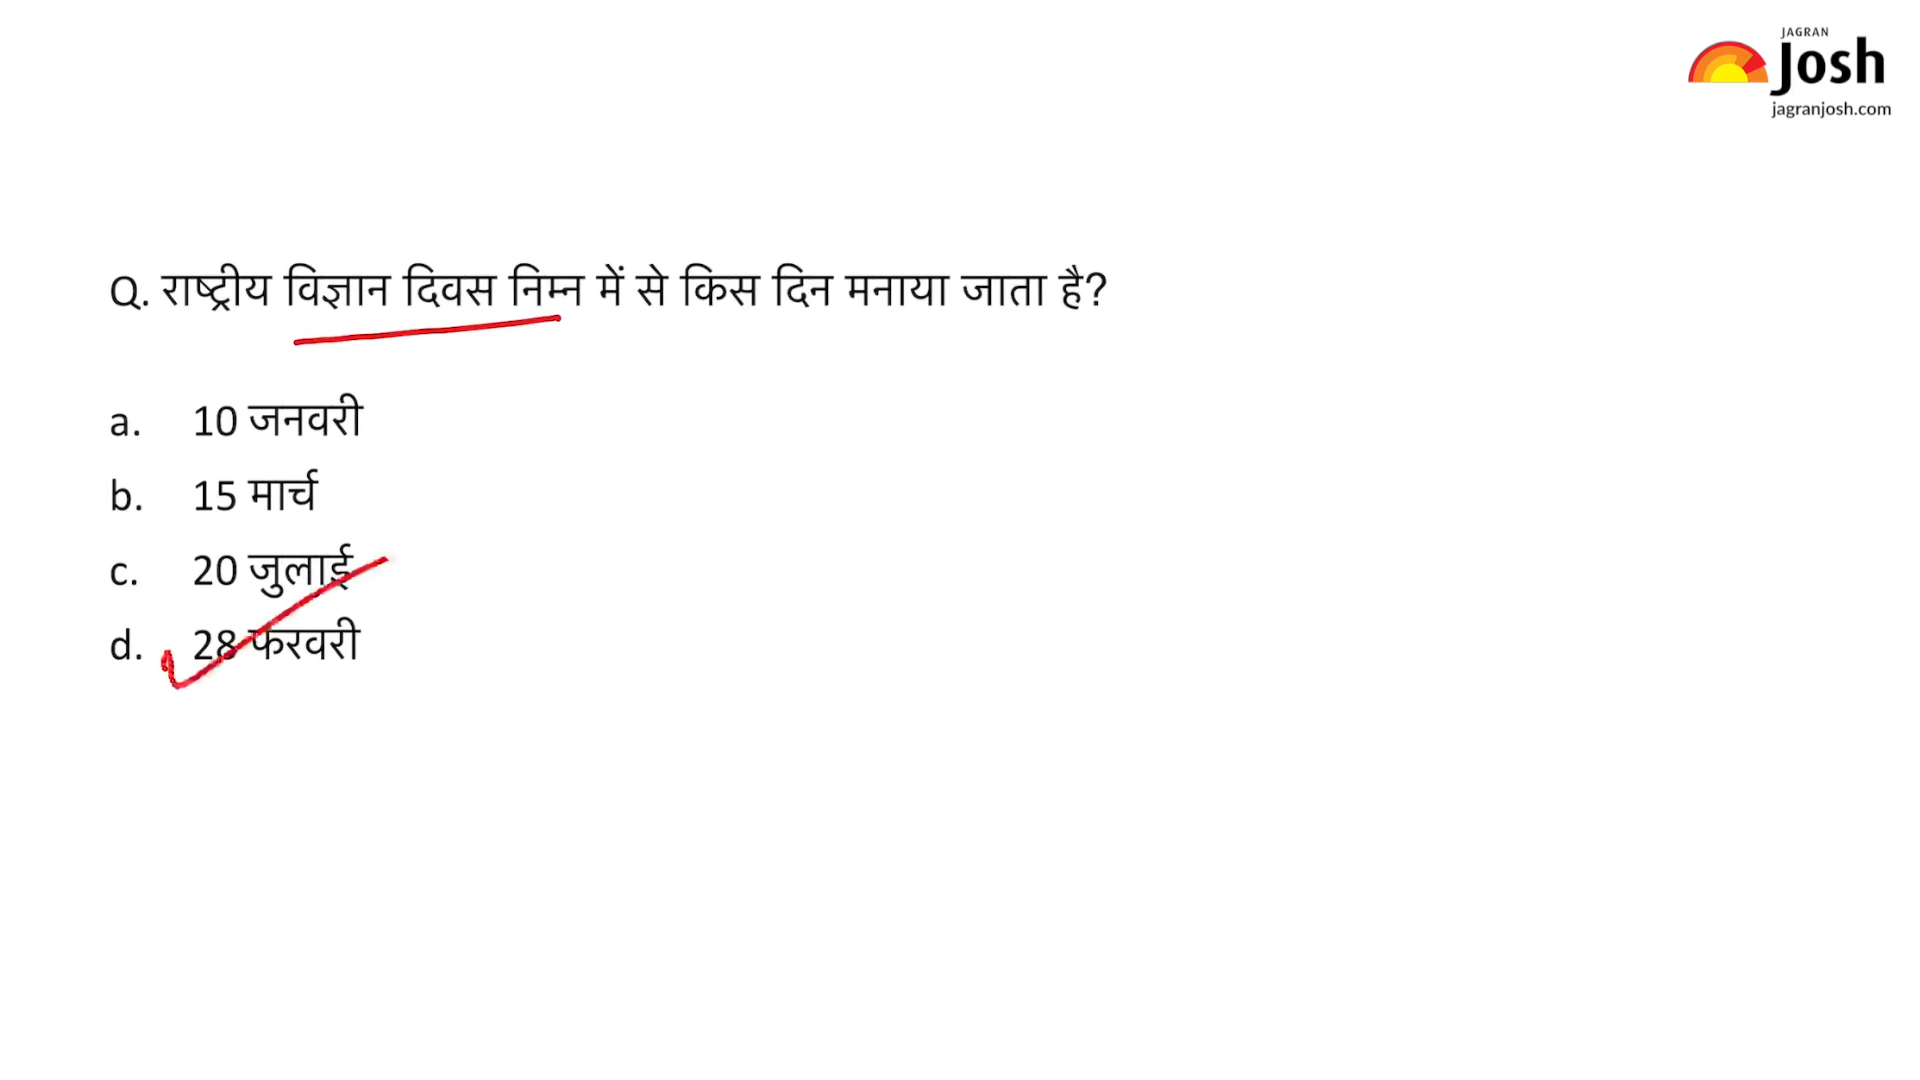 JAGRAN
Josh
jagranjosh.com
Q. राष्ट्रीय विज्ञान दिवस निम्न में से किस दिन मनाया जाता है?
a. 10 जनवरी
b. 15 मार्च
c. 20 जुलाई
d. 28 फरवरी